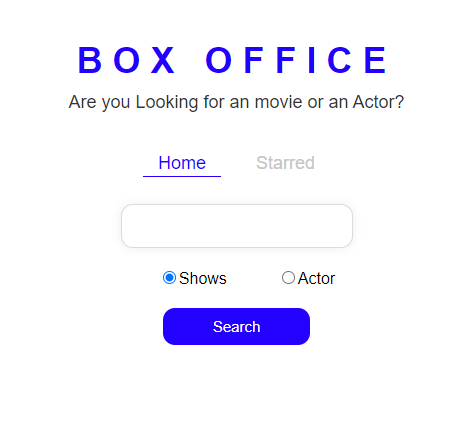 BOX OFFICE
Are you Looking for an movie or an Actor?
Home Starred
Shows Actor
Search